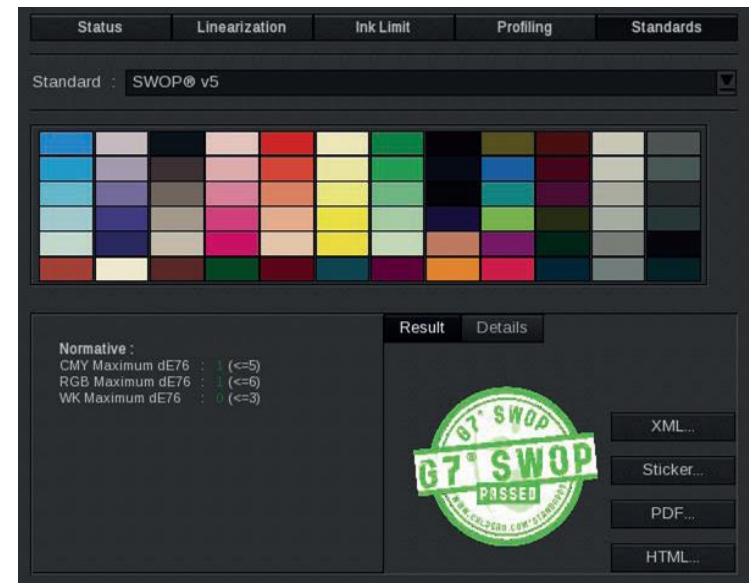 Status Linearization Ink Limit Profiling Standards
Standard : SWOP® v5
Result Details
Normative :
CMY Maximum dE76 : 1 (<=5)
RGB Maximum dE76 : 1 (<=6)
WK Maximum dE76 : 0 (<=3)
G7® SWOP
G7® SWOP
PASSED
XML...
Sticker...
PDF...
HTML...